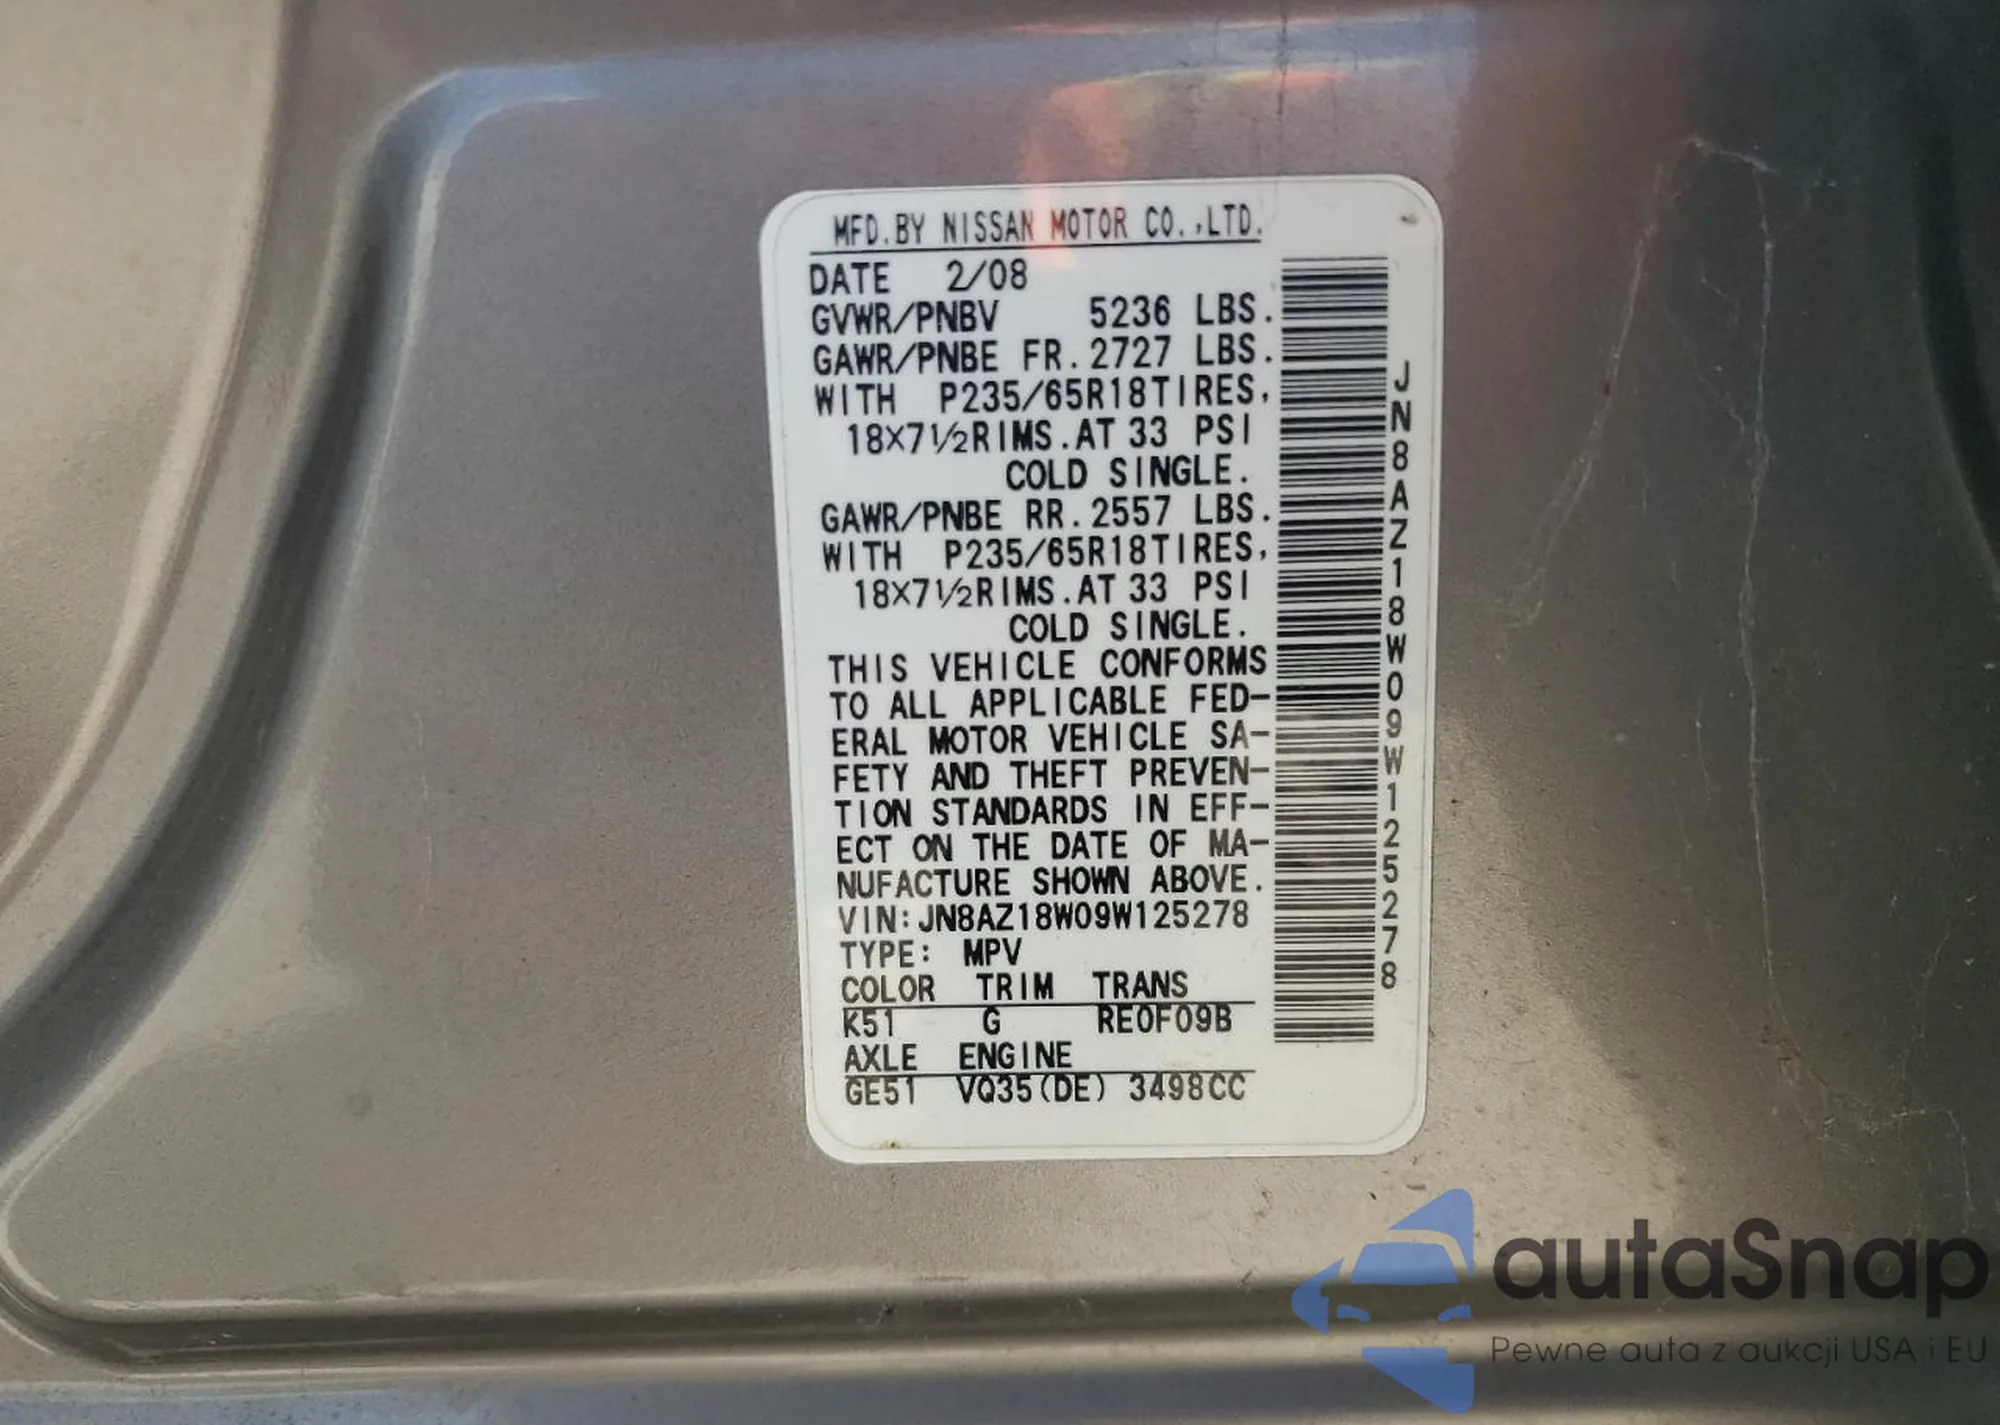 MFD.BY NISSAN MOTOR CO.,LTD.
DATE 2/08
GVWR/PNBV 5236 LBS.
GAWR/PNBE FR.2727 LBS.
WITH P235/65R18TIRES,
18X7½RIMS.AT 33 PSI
COLD SINGLE.
GAWR/PNBE RR.2557 LBS.
WITH P235/65R18TIRES,
18X7½RIMS.AT 33 PSI
COLD SINGLE.
THIS VEHICLE CONFORMS
TO ALL APPLICABLE FED-
ERAL MOTOR VEHICLE SA-
FETY AND THEFT PREVEN-
TION STANDARDS IN EFF-
ECT ON THE DATE OF MA-
NUFACTURE SHOWN ABOVE.
VIN:JN8AZ18W09W125278
TYPE: MPV
COLOR TRIM TRANS
K51 G RE0F09B
AXLE ENGINE
GE51 VQ35(DE) 3498CC
JN8AZ18W09W125278
autaSnap
Pewne auta z aukcji USA i EU